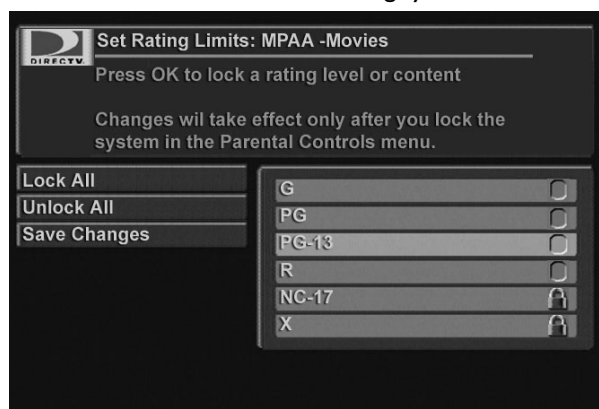 DIRECTV
Set Rating Limits: MPAA -Movies
Press OK to lock a rating level or content
Changes wil take effect only after you lock the
system in the Parental Controls menu.
Lock All
Unlock All
Save Changes
G
PG
PG-13
R
NC-17
X